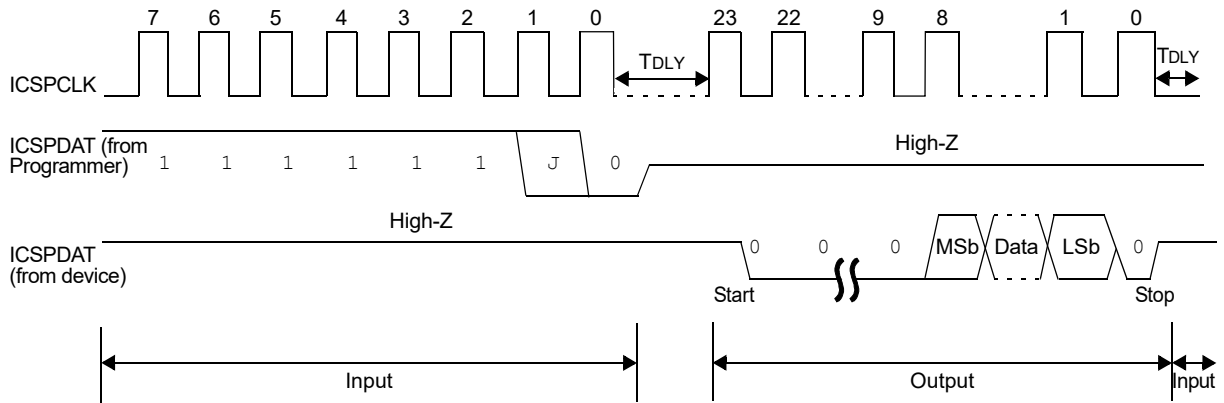 7 6 5 4 3 2 1 0 23 22 9 8 1 0
TDLY TDLY
ICSPCLK
ICSPDAT (from
Programmer) 1 1 1 1 1 1 J 0
High-Z
High-Z
ICSPDAT
(from device)
0 0 0 MSb Data LSb 0
Start Stop
Input Output Input